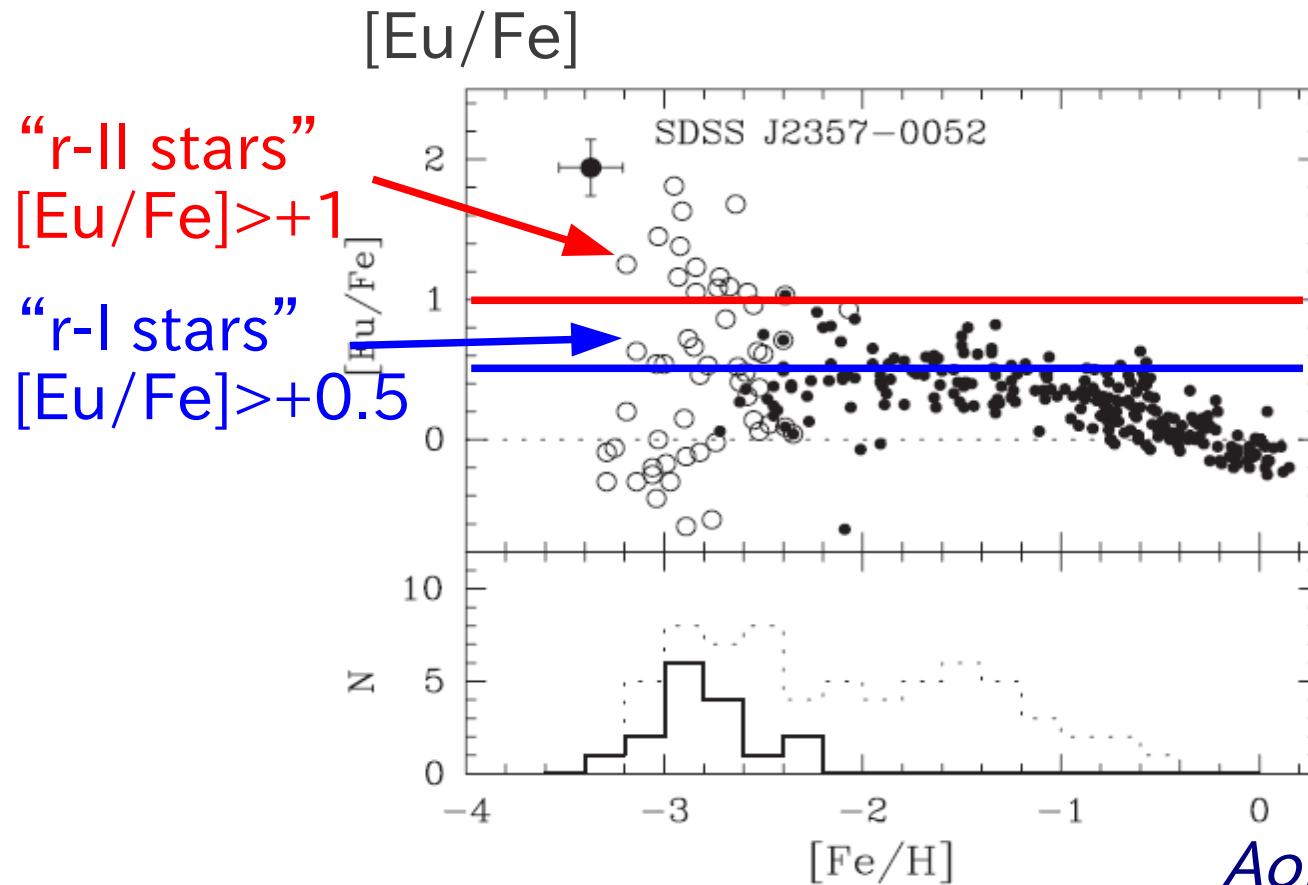 [Eu/Fe]
“r-II stars”
[Eu/Fe]>+1
“r-I stars”
[Eu/Fe]>+0.5
SDSS J2357−0052
2
1
0
[Eu/Fe]
10
5
0
N
−4 −3 −2 −1 0
[Fe/H]